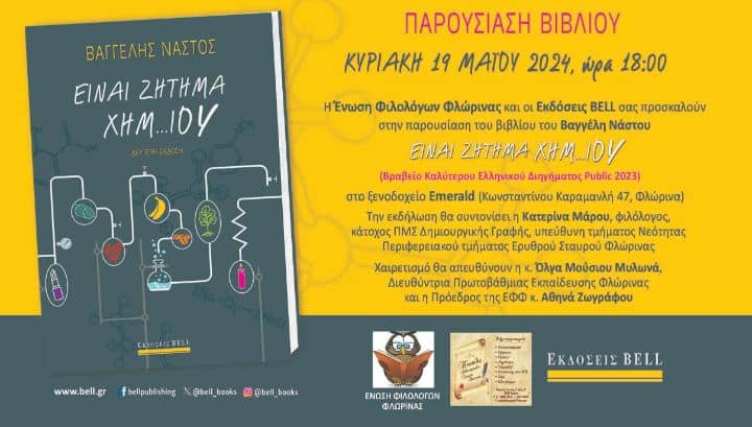 ΒΑΓΓΕΛΗΣ ΝΑΣΤΟΣ
ΕΙΝΑΙ ΖΗΤΗΜΑ
ΧΗΜ...ΙΟΥ
ΕΚΔΟΣΕΙΣ BELL
ΠΑΡΟΥΣΙΑΣΗ ΒΙΒΛΙΟΥ
ΚΥΡΙΑΚΗ 19 ΜΑΪΟΥ 2024, ώρα 18:00
Η Ένωση Φιλολόγων Φλώρινας και οι Εκδόσεις BELL σας προσκαλούν
στην παρουσίαση του βιβλίου του Βαγγέλη Νάστου
ΕΙΝΑΙ ΖΗΤΗΜΑ ΧΗΜ...ΙΟΥ
(Βραβείο Καλύτερου Ελληνικού Διηγήματος Public 2023)
στο ξενοδοχείο Emerald (Κωνσταντίνου Καραμανλή 47, Φλώρινα)
Την εκδήλωση θα συντονίσει η Κατερίνα Μάρου, φιλόλογος,
κάτοχος ΠΜΣ Δημιουργικής Γραφής, υπεύθυνη τμήματος Νεότητας
Περιφερειακού τμήματος Ερυθρού Σταυρού Φλώρινας
Χαιρετισμό θα απευθύνουν η κ. Όλγα Μούσιου Μυλωνά,
Διευθύντρια Πρωτοβάθμιας Εκπαίδευσης Φλώρινας
και η Πρόεδρος της ΕΦΦ κ. Αθηνά Ζωγράφου
www.bell.gr
bellpublishing
@bell_books
@bell_books
ΕΝΩΣΗ ΦΙΛΟΛΟΓΩΝ
ΦΛΩΡΙΝΑΣ
ΕΚΔΟΣΕΙΣ BELL